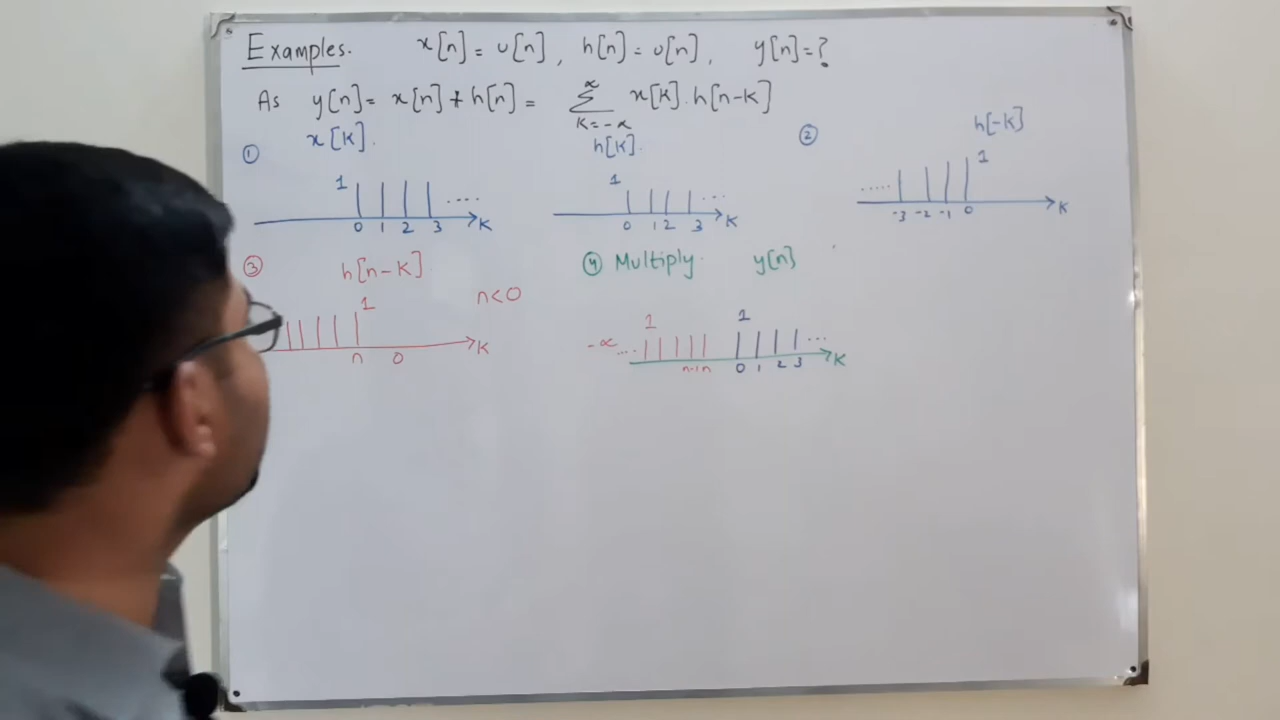 Examples. x[n] = u[n], h[n] = u[n], y[n] = ?
As y[n] = x[n] * h[n] = ∑ x[k] . h[n-k]
∝
K = -∝
① x[k].
1
0 1 2 3 .... K
h[k].
1
0 1 2 3 ... K
② h[-k]
1
..... -3 -2 -1 0 K
③ h[n-k]
n<0
1
n 0 K
④ Multiply. y[n]
1 1
-∝ .... n-1 n 0 1 2 3 ... K